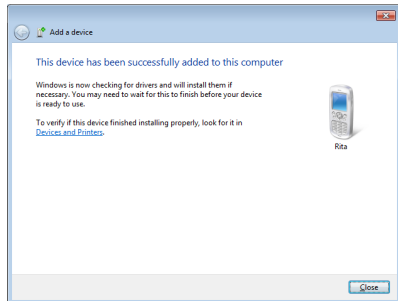 Add a device
This device has been successfully added to this computer
Windows is now checking for drivers and will install them if
necessary. You may need to wait for this to finish before your device
is ready to use.
To verify if this device finished installing properly, look for it in
Devices and Printers.
Rita
Close